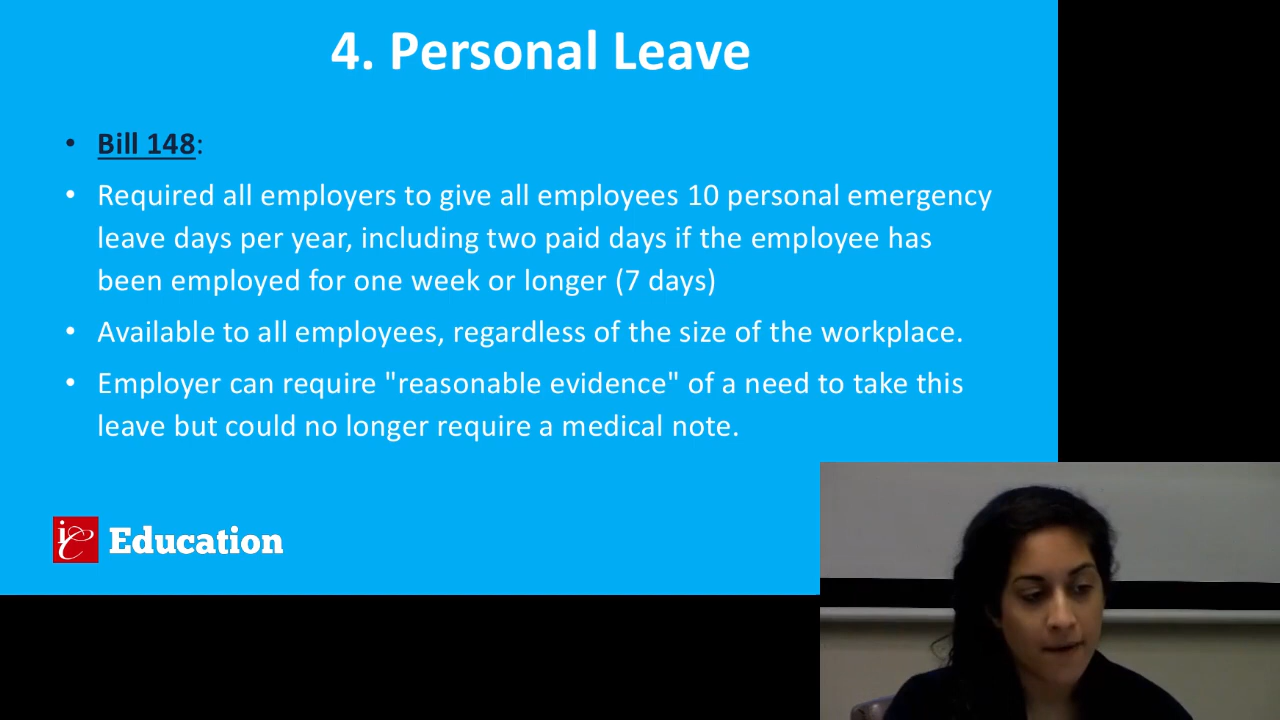 4. Personal Leave
• Bill 148:
• Required all employers to give all employees 10 personal emergency
leave days per year, including two paid days if the employee has
been employed for one week or longer (7 days)
• Available to all employees, regardless of the size of the workplace.
• Employer can require "reasonable evidence" of a need to take this
leave but could no longer require a medical note.
ic Education